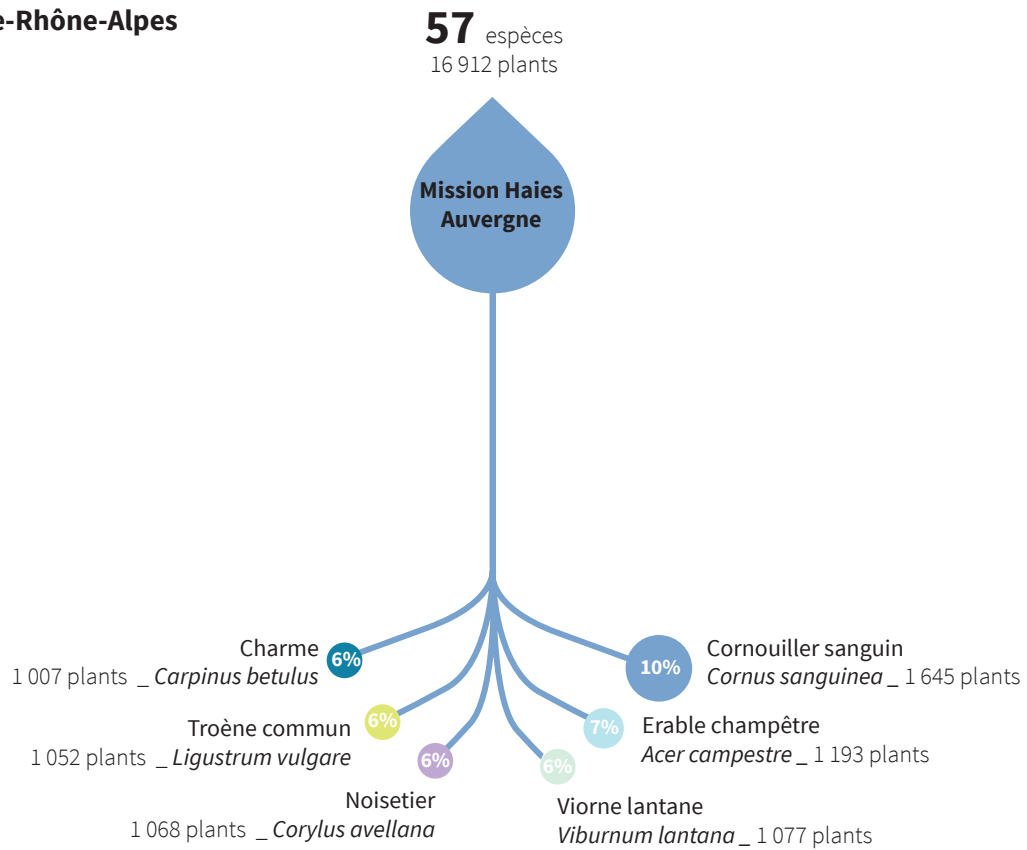 e-Rhône-Alpes
57 espèces
16 912 plants
Mission Haies
Auvergne
Charme
1 007 plants _ Carpinus betulus
6%
Troène commun
1 052 plants _ Ligustrum vulgare
6%
Noisetier
1 068 plants _ Corylus avellana
6%
6%
Viorne lantane
Viburnum lantana _ 1 077 plants
7%
Erable champêtre
Acer campestre _ 1 193 plants
10%
Cornouiller sanguin
Cornus sanguinea _ 1 645 plants